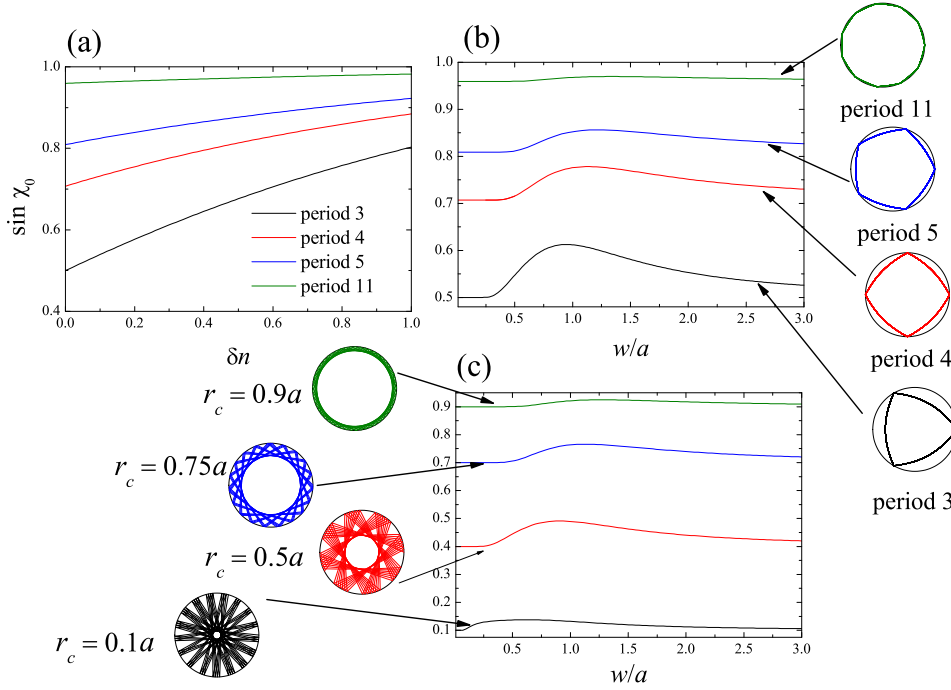 (a)
1.0
0.8
0.6
0.4
sin χ₀
period 3
period 4
period 5
period 11
0.0 0.2 0.4 0.6 0.8 1.0
δn
(b)
1.0
0.9
0.8
0.7
0.6
0.5
0.5 1.0 1.5 2.0 2.5 3.0
w/a
period 11
period 5
period 4
period 3
(c)
0.9
0.8
0.7
0.6
0.5
0.4
0.3
0.2
0.1
0.5 1.0 1.5 2.0 2.5 3.0
w/a
r_c = 0.9a
r_c = 0.75a
r_c = 0.5a
r_c = 0.1a